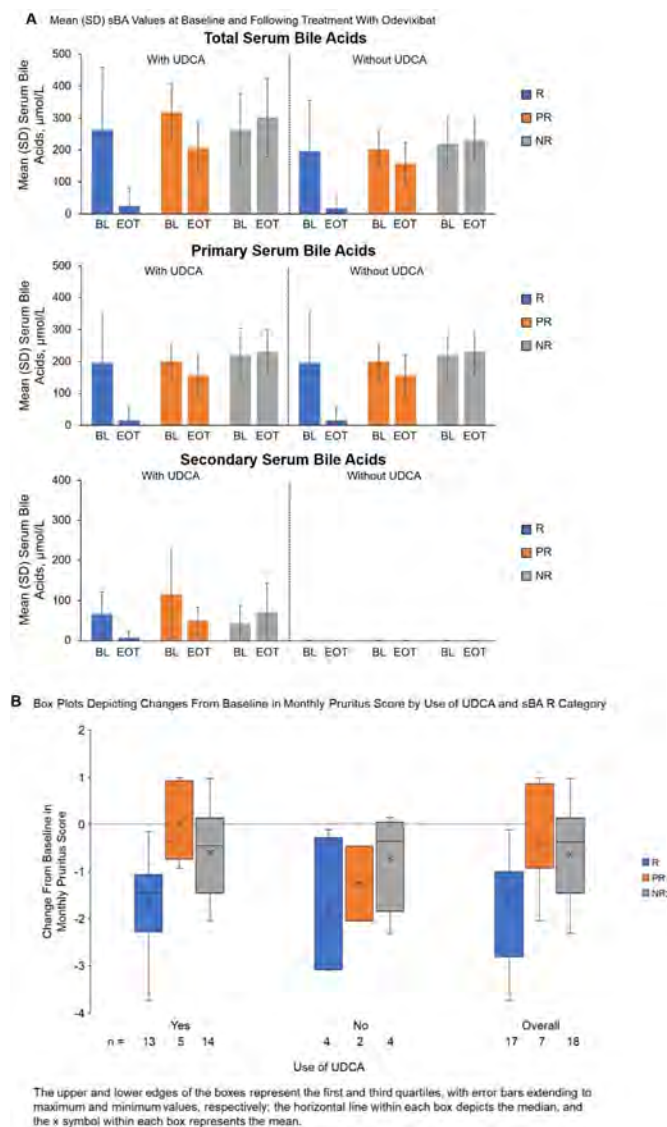 A Mean (SD) sBA Values at Baseline and Following Treatment With Odevixibat
Total Serum Bile Acids
With UDCA
Without UDCA
Mean (SD) Serum Bile
Acids, µmol/L
500
400
300
200
100
0
BL EOT BL EOT BL EOT BL EOT BL EOT BL EOT
R
PR
NR
Primary Serum Bile Acids
With UDCA
Without UDCA
Mean (SD) Serum Bile
Acids, µmol/L
500
400
300
200
100
0
BL EOT BL EOT BL EOT BL EOT BL EOT BL EOT
R
PR
NR
Secondary Serum Bile Acids
With UDCA
Without UDCA
Mean (SD) Serum Bile
Acids, µmol/L
400
300
200
100
0
BL EOT BL EOT BL EOT BL EOT BL EOT BL EOT
R
PR
NR
B Box Plots Depicting Changes From Baseline in Monthly Pruritus Score by Use of UDCA and sBA R Category
Change From Baseline in
Monthly Pruritus Score
2
1
0
-1
-2
-3
-4
R
PR
NR
Yes No Overall
n = 13 5 14 4 2 4 17 7 18
Use of UDCA
The upper and lower edges of the boxes represent the first and third quartiles, with error bars extending to
maximum and minimum values, respectively; the horizontal line within each box depicts the median, and
the x symbol within each box represents the mean.